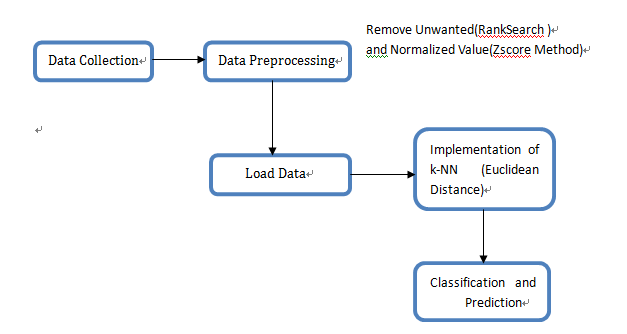 Remove Unwanted(RankSearch )
and Normalized Value(Zscore Method)
Data Collection
Data Preprocessing
Load Data
Implementation of
k-NN (Euclidean
Distance)
Classification and
Prediction